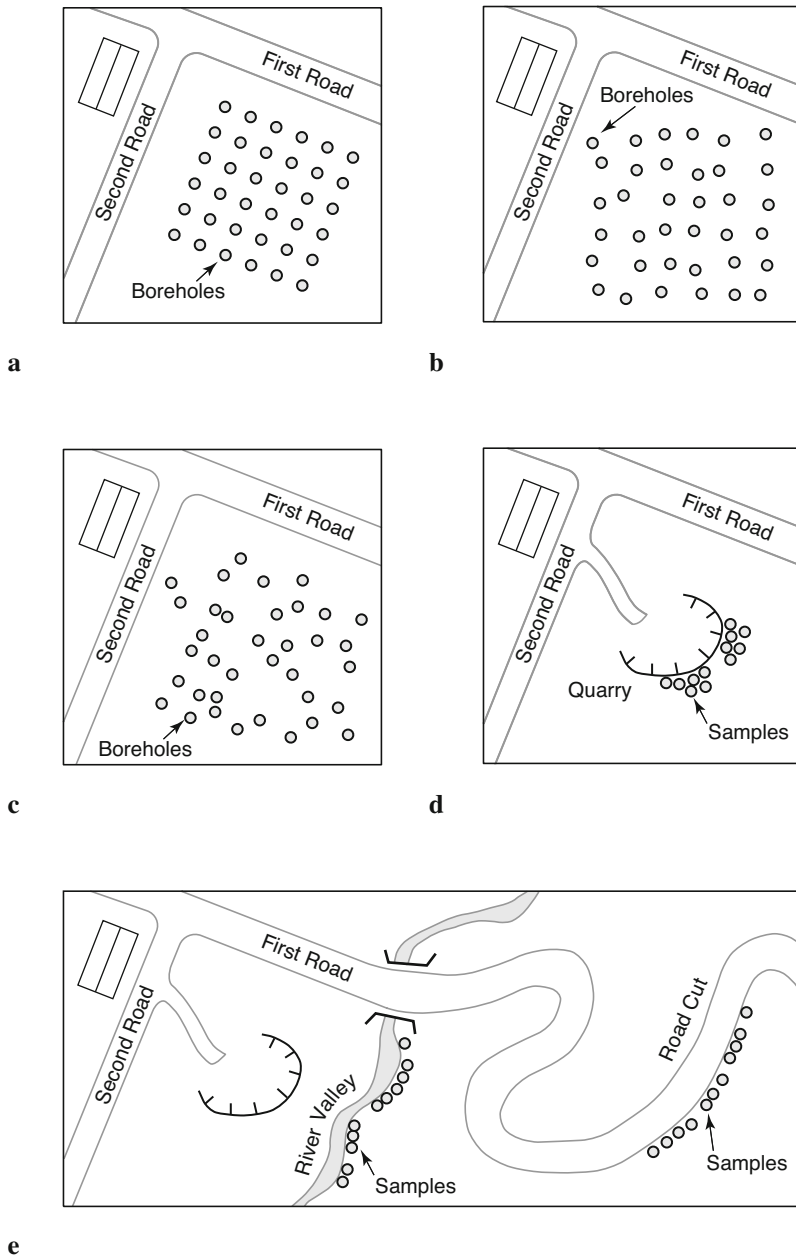 First Road
Second Road
Boreholes
a
Boreholes
First Road
Second Road
b
First Road
Second Road
Boreholes
c
First Road
Second Road
Quarry
Samples
d
First Road
Second Road
River Valley
Samples
Road Cut
Samples
e